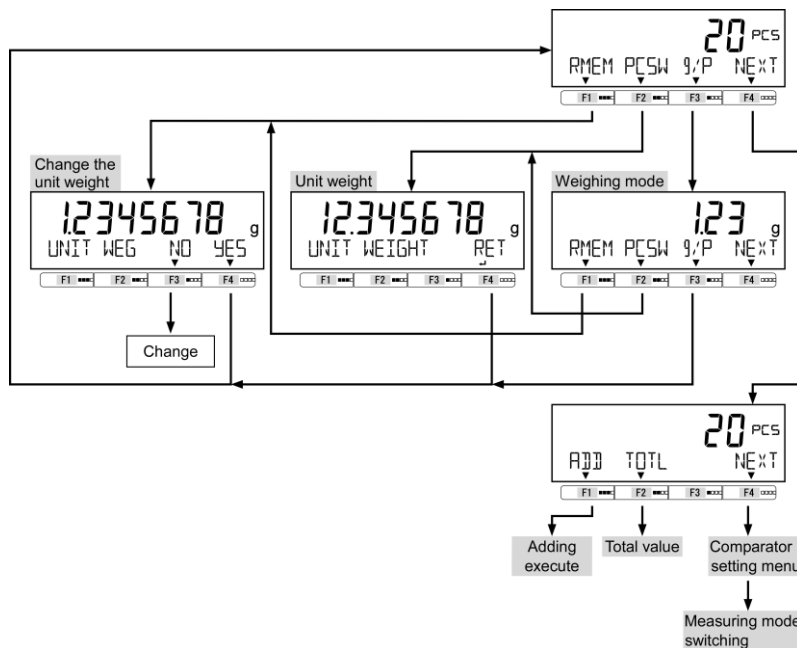 20 PCS
RMEM PCSW g/P NEXT
F1 F2 F3 F4
Change the
unit weight
1.2345678 g
UNIT WEG NO YES
F1 F2 F3 F4
Change
Unit weight
12.345678 g
UNIT WEIGHT RET
F1 F2 F3 F4
Weighing mode
1.23 g
RMEM PCSW g/P NEXT
F1 F2 F3 F4
20 PCS
ADD TOTL NEXT
F1 F2 F3 F4
Adding
execute
Total value
Comparator
setting menu
Measuring mode
switching